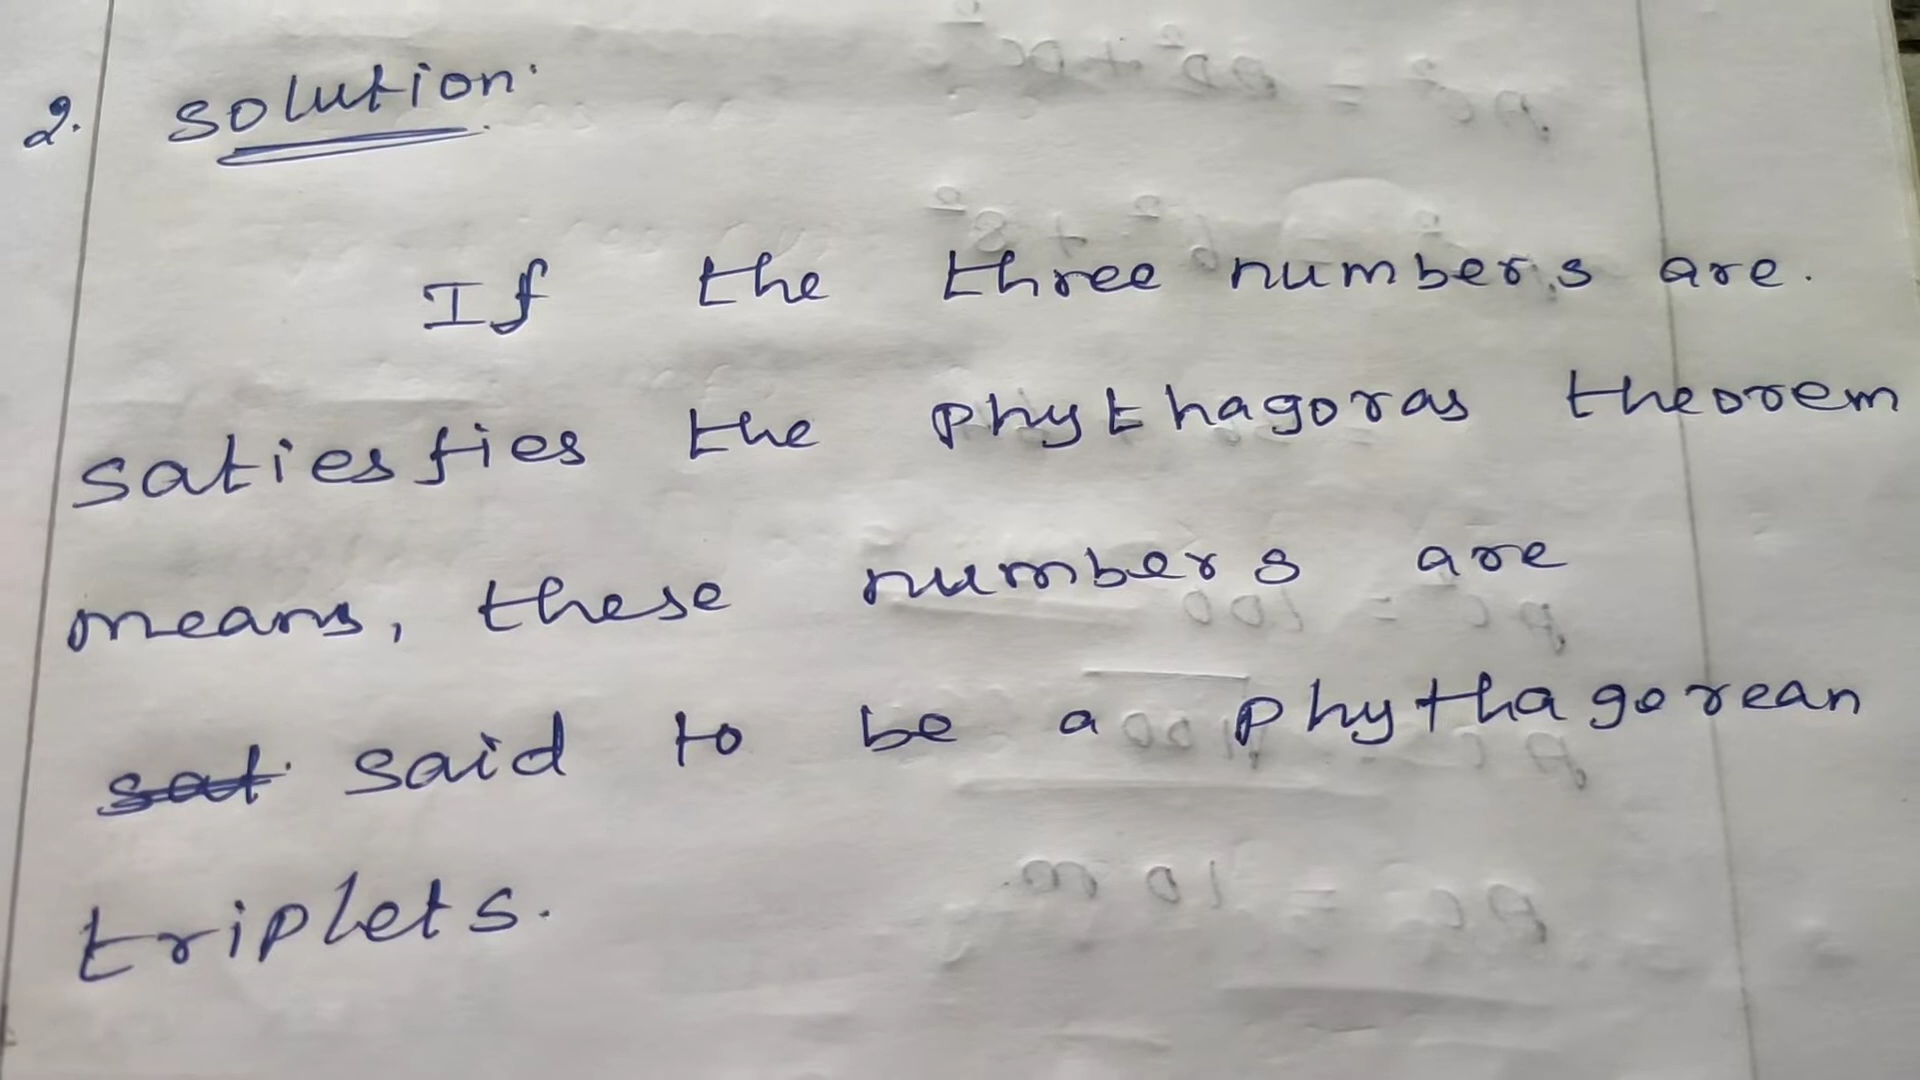 2. Solution.
If the three numbers are.
satiesfies the phythagoras theorem
means, these numbers are
sat said to be a phythagorean
triplets.